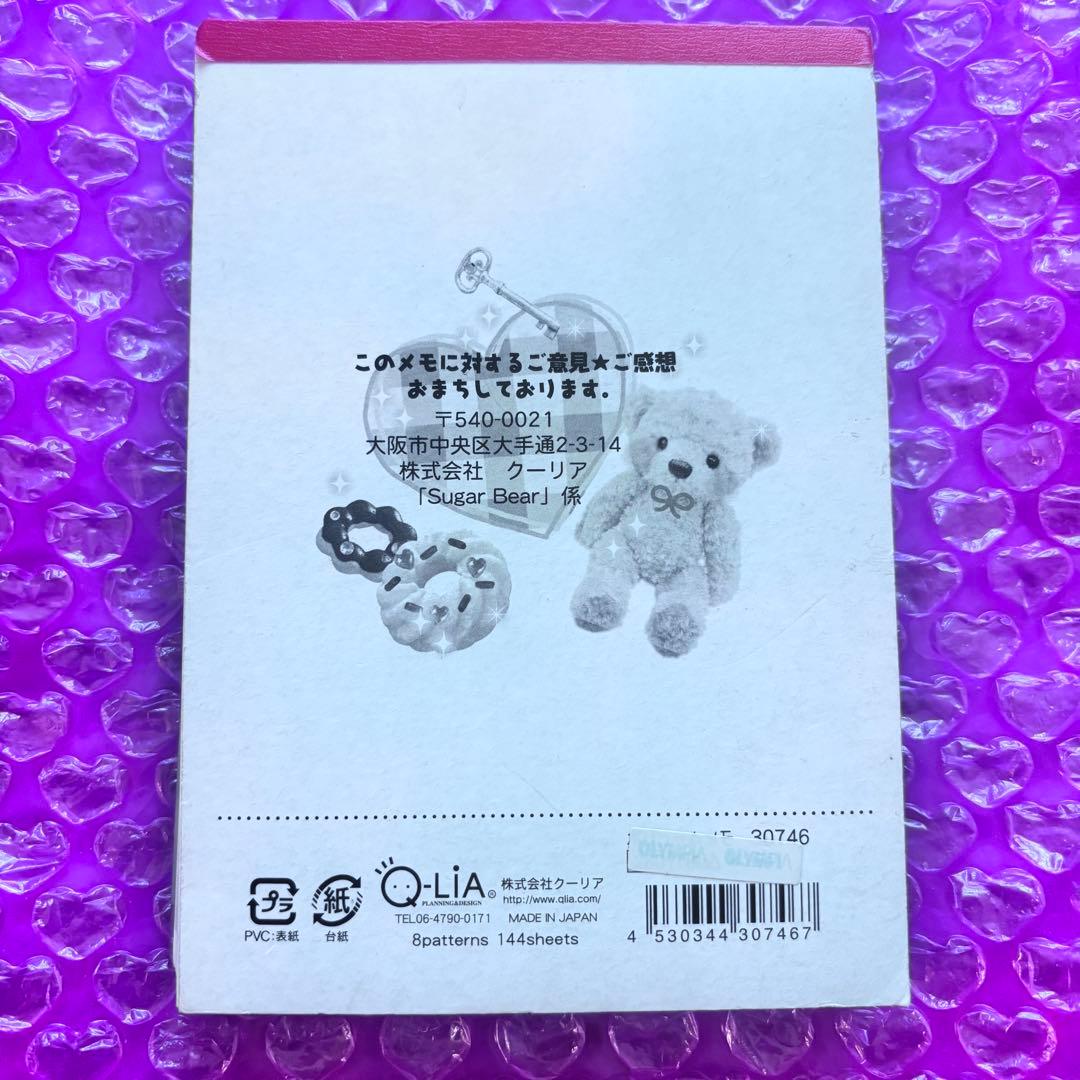 このメモに対するご意見★ご感想
おまちしております。
〒540-0021
大阪市中央区大手通2-3-14
株式会社 クーリア
「Sugar Bear」係
30746
プラ
PVC:表紙
紙
台紙
Q-LiA®
PLANNING&DESIGN
株式会社クーリア
http://www.qlia.com/
TEL06-4790-0171 MADE IN JAPAN
8patterns 144sheets
4 530344 307467